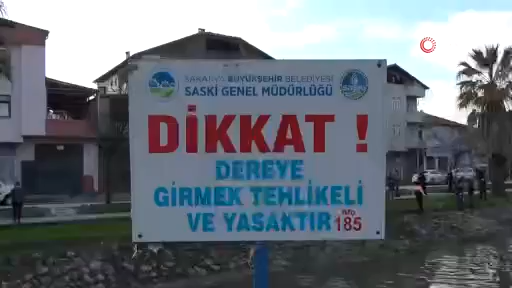 SAKARYA BÜYÜKŞEHİR BELEDİYESİ
SASKİ GENEL MÜDÜRLÜĞÜ
DİKKAT !
DEREYE
GİRMEK TEHLİKELİ
VE YASAKTIR
185